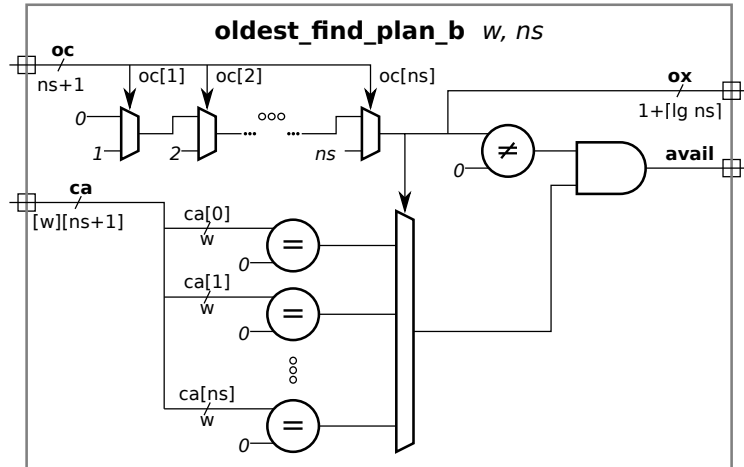 oldest_find_plan_b w, ns
oc
ns+1
oc[1]
oc[2]
oc[ns]
ox
1+⌈lg ns⌉
0
1
2
ns
≠
0
avail
ca
[w][ns+1]
ca[0]
w
=
0
ca[1]
w
=
0
ca[ns]
w
=
0